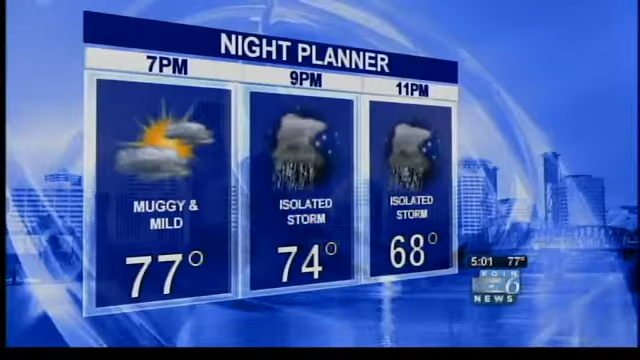 NIGHT PLANNER
7PM
9PM
11PM
MUGGY &
MILD
77°
ISOLATED
STORM
74°
ISOLATED
STORM
68°
5:01 77°
6
NEWS